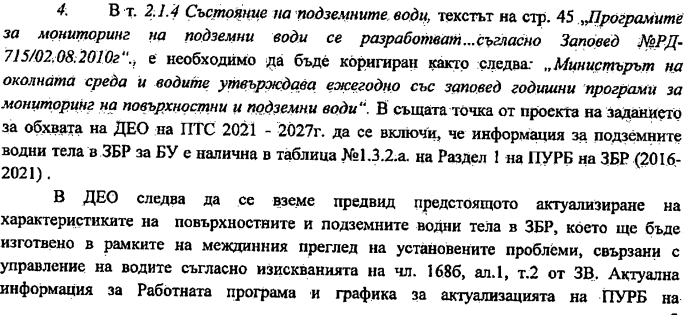 4. В т. 2.1.4 Състояние на подземните води, текстът на стр. 45 „Програмите
за мониторинг на подземни води се разработват...съгласно Заповед №РД-
715/02.08.2010г“., е необходимо да бъде коригиран както следва: „Министърът на
околната среда и водите утвърждава ежегодно със заповед годишни програми за
мониторинг на повърхностни и подземни води“. В същата точка от проекта на заданието
за обхвата на ДЕО на ПТС 2021 - 2027г. да се включи, че информация за подземните
водни тела в ЗБР за БУ е налична в таблица №1.3.2.а. на Раздел 1 на ПУРБ на ЗБР (2016-
2021) .
В ДЕО следва да се вземе предвид предстоящото актуализиране на
характеристиките на повърхностните и подземните водни тела в ЗБР, което ще бъде
изготвено в рамките на междинния преглед на установените проблеми, свързани с
управление на водите съгласно изискванията на чл. 168б, ал.1, т.2 от ЗВ. Актуална
информация за Работната програма и графика за актуализацията на ПУРБ на